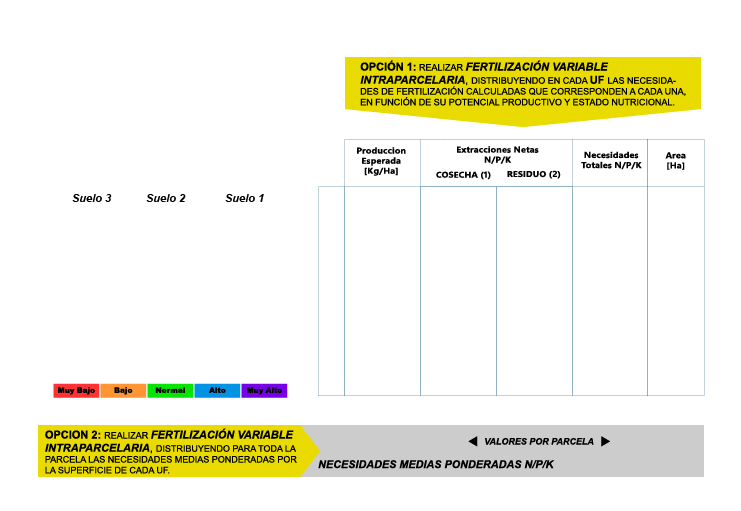 OPCIÓN 1: REALIZAR FERTILIZACIÓN VARIABLE
INTRAPARCELARIA, DISTRIBUYENDO EN CADA UF LAS NECESIDA-
DES DE FERTILIZACIÓN CALCULADAS QUE CORRESPONDEN A CADA UNA,
EN FUNCIÓN DE SU POTENCIAL PRODUCTIVO Y ESTADO NUTRICIONAL.
Produccion
Esperada
[Kg/Ha]
Extracciones Netas
N/P/K
COSECHA (1)
RESIDUO (2)
Necesidades
Totales N/P/K
Area
[Ha]
Suelo 3
Suelo 2
Suelo 1
Muy Bajo
Bajo
Normal
Alto
Muy Alto
OPCION 2: REALIZAR FERTILIZACIÓN VARIABLE
INTRAPARCELARIA, DISTRIBUYENDO PARA TODA LA
PARCELA LAS NECESIDADES MEDIAS PONDERADAS POR
LA SUPERFICIE DE CADA UF.
VALORES POR PARCELA
NECESIDADES MEDIAS PONDERADAS N/P/K